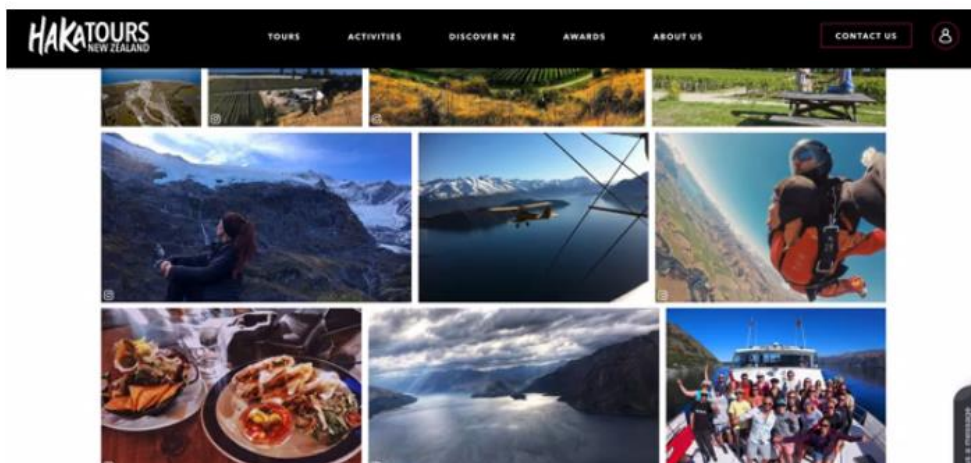 HAKATOURS
NEW ZEALAND
TOURS
ACTIVITIES
DISCOVER NZ
AWARDS
ABOUT US
CONTACT US